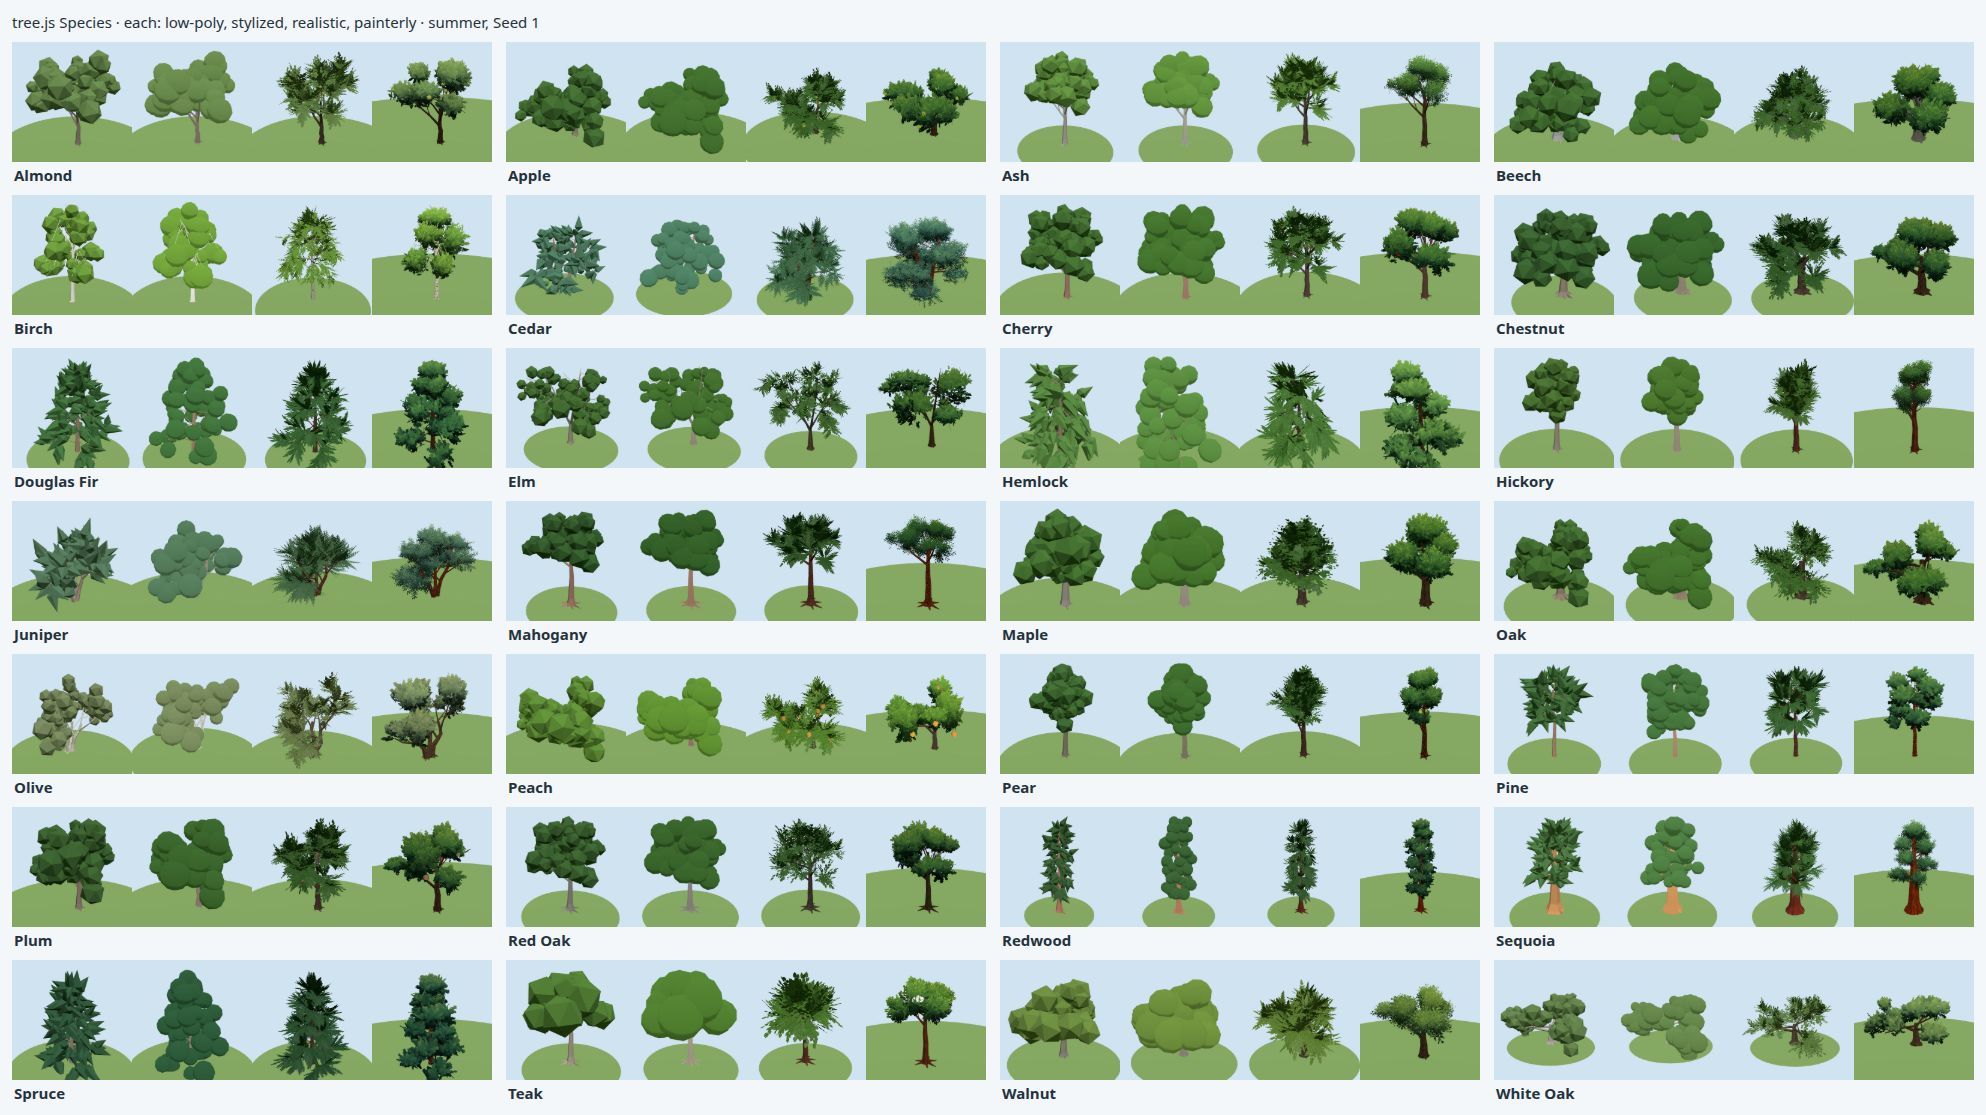 tree.js Species · each: low-poly, stylized, realistic, painterly · summer, Seed 1
Almond
Apple
Ash
Beech
Birch
Cedar
Cherry
Chestnut
Douglas Fir
Elm
Hemlock
Hickory
Juniper
Mahogany
Maple
Oak
Olive
Peach
Pear
Pine
Plum
Red Oak
Redwood
Sequoia
Spruce
Teak
Walnut
White Oak